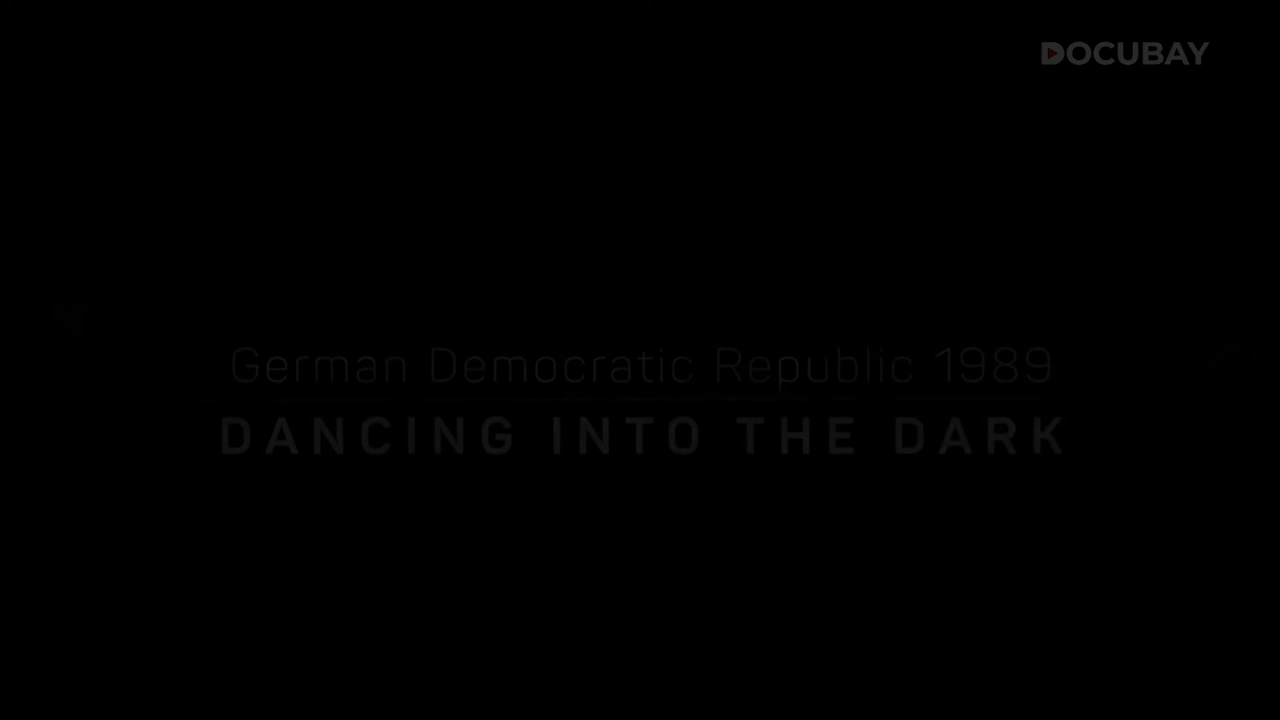 DOCUBAY
German Democratic Republic 1989
DANCING INTO THE DARK